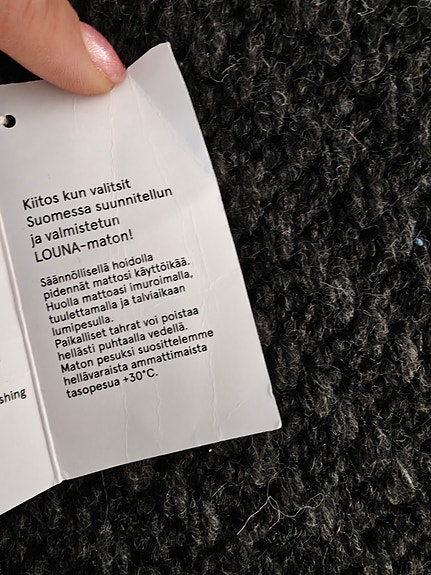 Kiitos kun valitsit
Suomessa suunnitellun
ja valmistetun
LOUNA-maton!
Säännöllisellä hoidolla
pidennät mattosi käyttöikää.
Huolla mattoasi imuroimalla,
tuulettamalla ja talviaikaan
lumipesulla.
Paikalliset tahrat voi poistaa
hellästi puhtaalla vedellä.
Maton pesuksi suosittelemme
hellävaraista ammattimaista
tasopesua +30°C.
shing